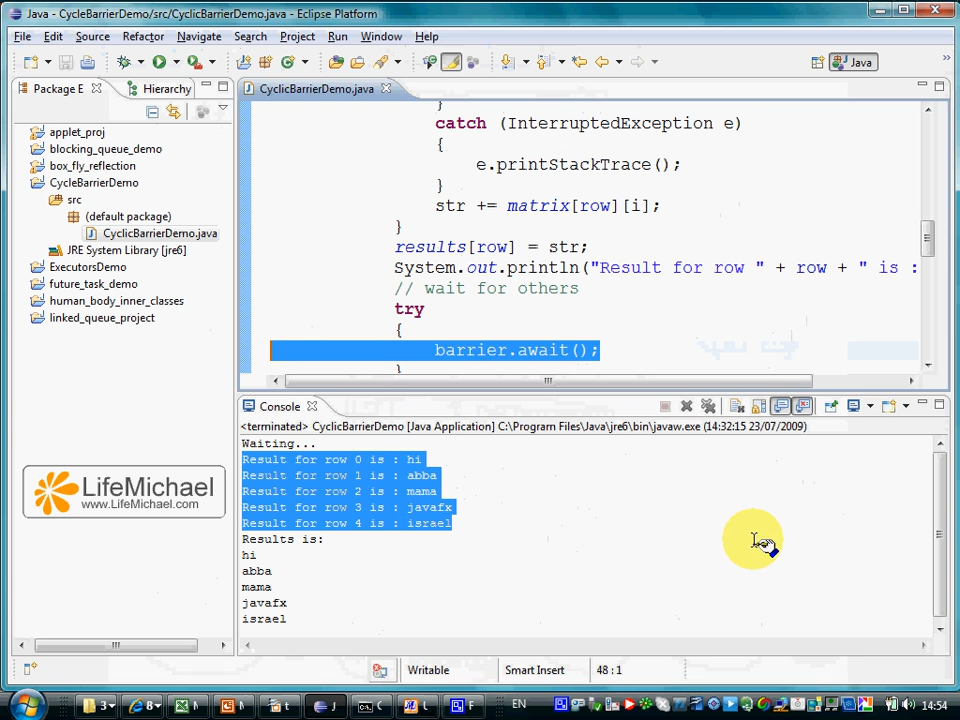 Java - CycleBarrierDemo/src/CyclicBarrierDemo.java - Eclipse Platform
File Edit Source Refactor Navigate Search Project Run Window Help
Java
Package E
Hierarchy
applet_proj
blocking_queue_demo
box_fly_reflection
CycleBarrierDemo
src
(default package)
CyclicBarrierDemo.java
JRE System Library [jre6]
ExecutorsDemo
future_task_demo
human_body_inner_classes
linked_queue_project
LifeMichael
www.LifeMichael.com
CyclicBarrierDemo.java
}
catch (InterruptedException e)
{
e.printStackTrace();
}
str += matrix[row][i];
}
results[row] = str;
System.out.println("Result for row " + row + " is :
// wait for others
try
{
barrier.await();
}
Console
<terminated> CyclicBarrierDemo [Java Application] C:\Program Files\Java\jre6\bin\javaw.exe (14:32:15 23/07/2009)
Waiting...
Result for row 0 is : hi
Result for row 1 is : abba
Result for row 2 is : mama
Result for row 3 is : javafx
Result for row 4 is : israel
Results is:
hi
abba
mama
javafx
israel
Writable
Smart Insert
48 : 1
3
8
M
M
t
J
C
L
F
EN
14:54